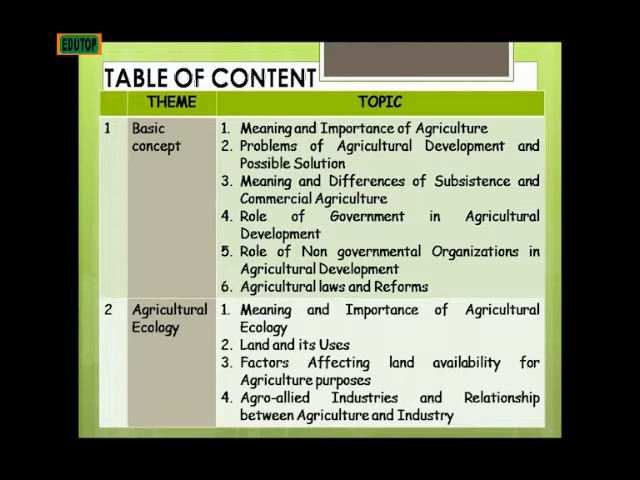 EDUTOP
TABLE OF CONTENT
THEME TOPIC
1 Basic concept
1. Meaning and Importance of Agriculture
2. Problems of Agricultural Development and
Possible Solution
3. Meaning and Differences of Subsistence and
Commercial Agriculture
4. Role of Government in Agricultural
Development
5. Role of Non governmental Organizations in
Agricultural Development
6. Agricultural laws and Reforms
2 Agricultural Ecology
1. Meaning and Importance of Agricultural
Ecology
2. Land and its Uses
3. Factors Affecting land availability for
Agriculture purposes
4. Agro-allied Industries and Relationship
between Agriculture and Industry